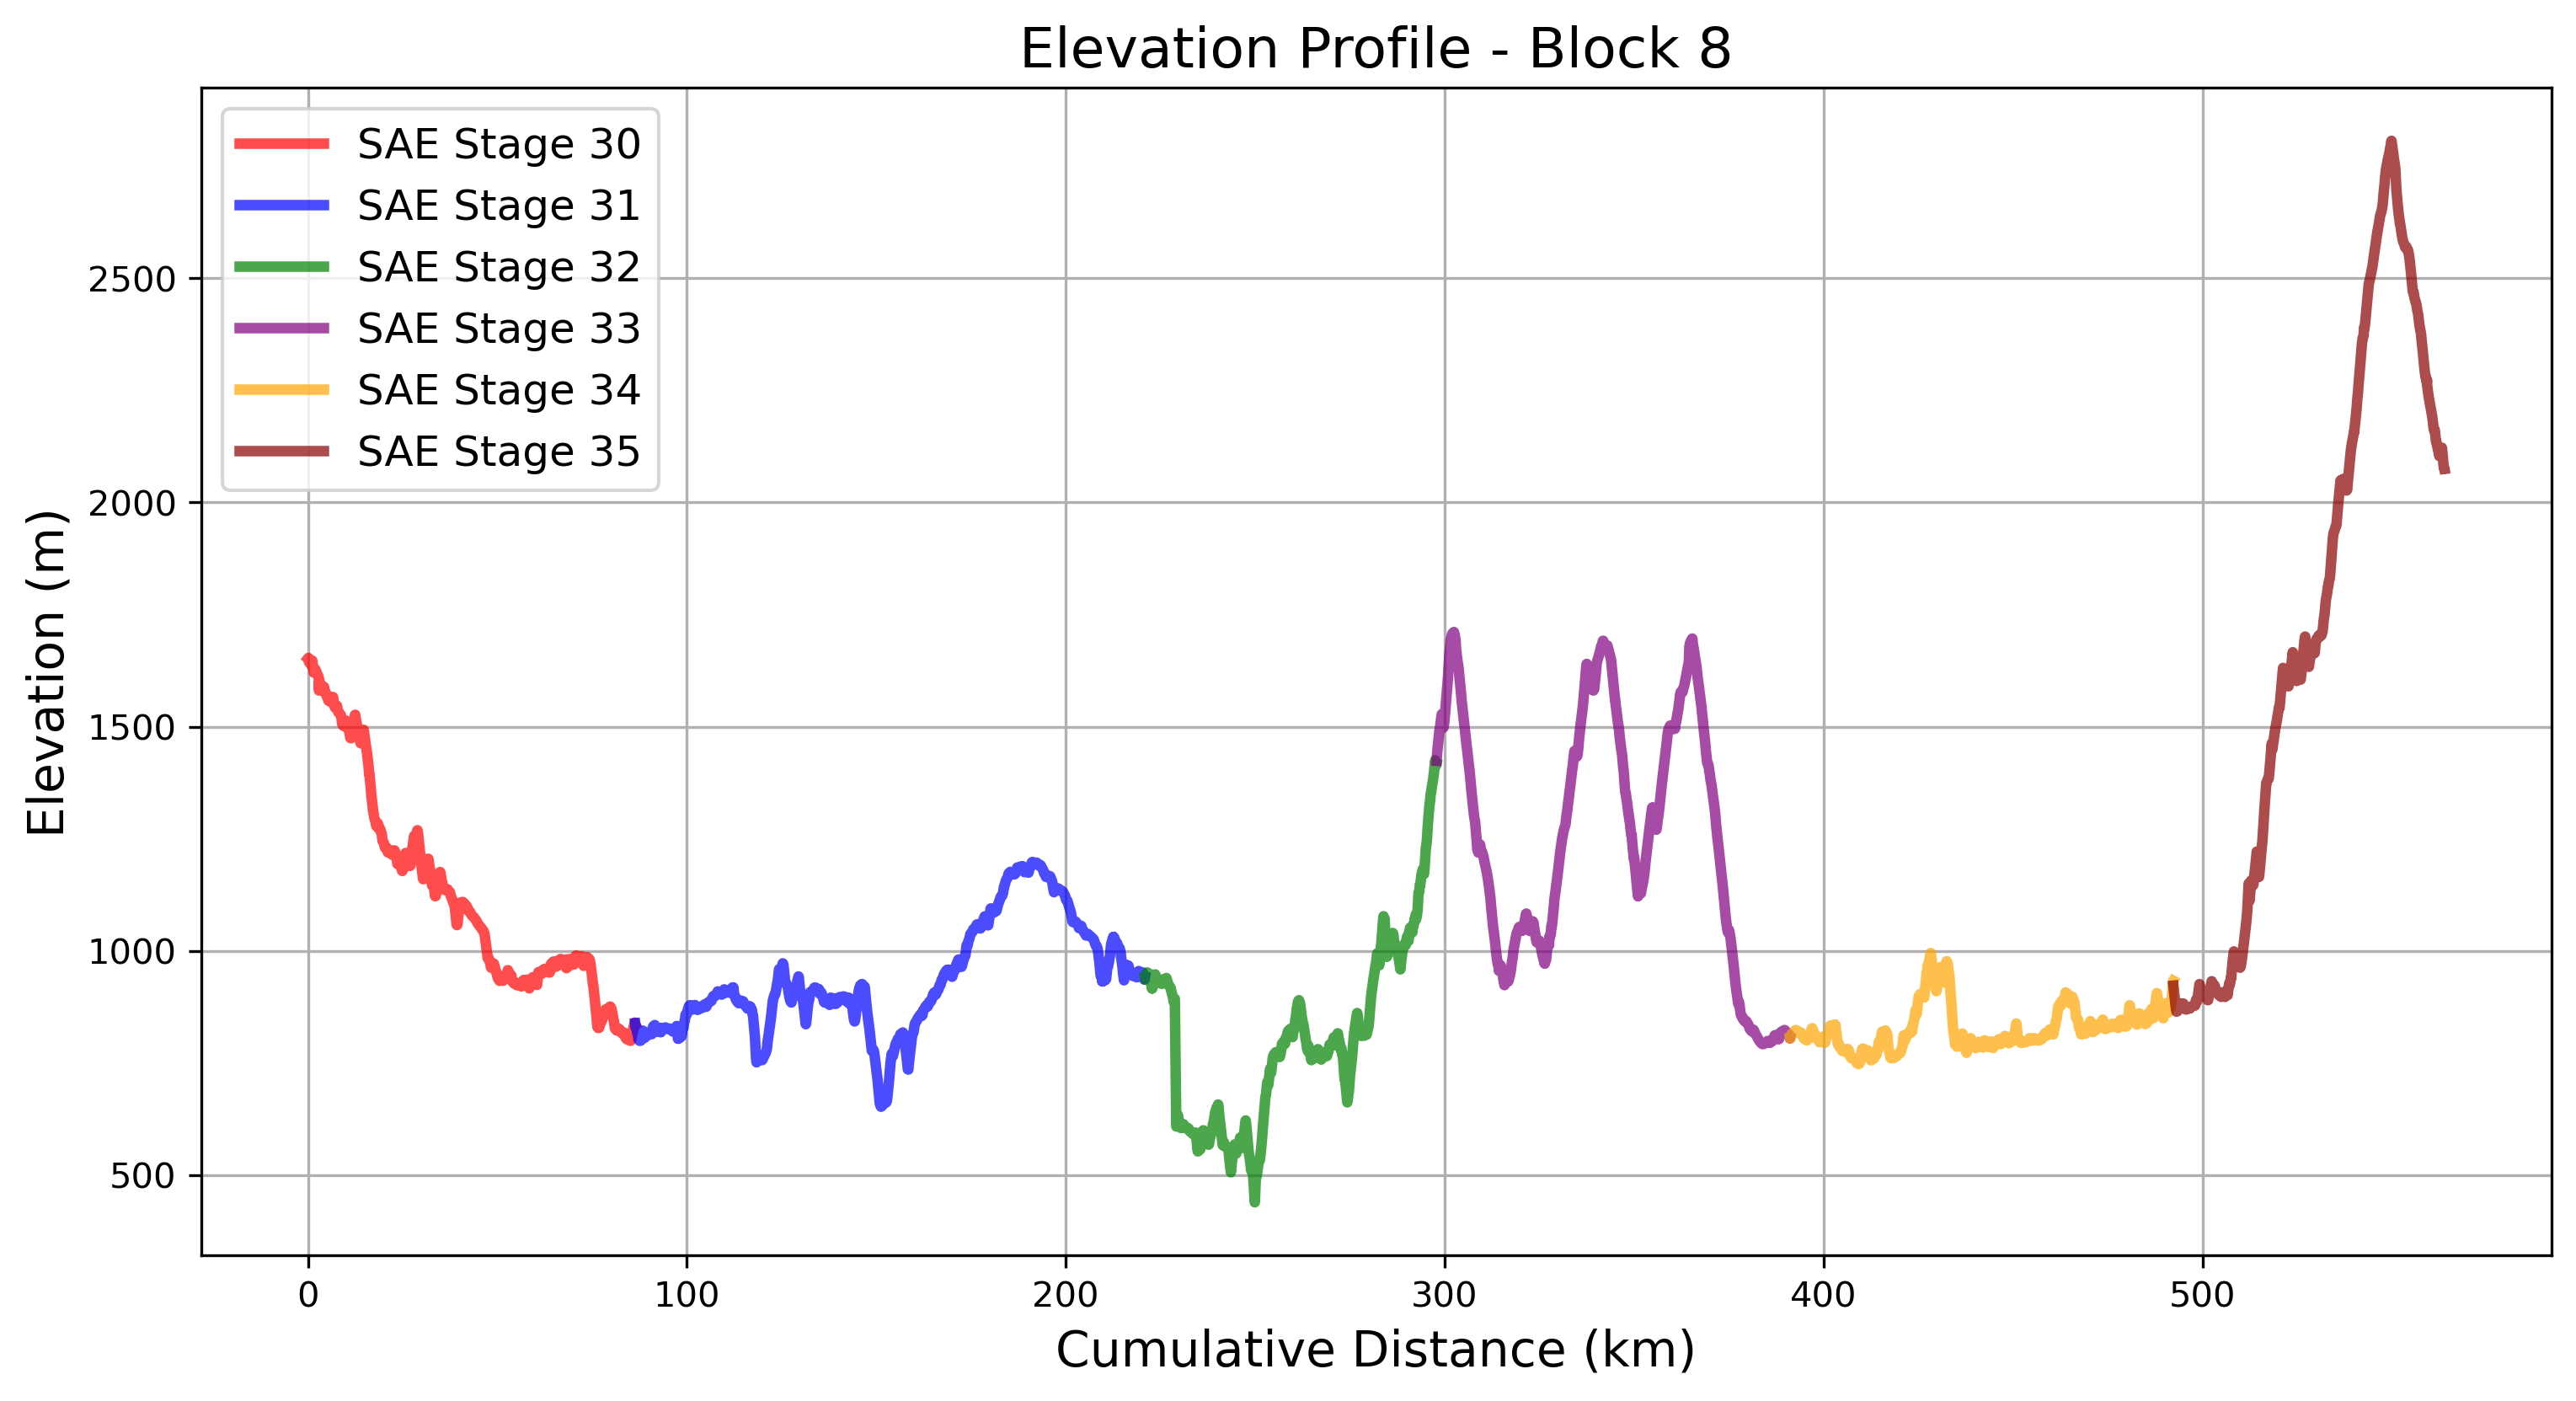 Elevation Profile - Block 8
SAE Stage 30
SAE Stage 31
SAE Stage 32
SAE Stage 33
SAE Stage 34
SAE Stage 35
Elevation (m)
2500
2000
1500
1000
500
0 100 200 300 400 500
Cumulative Distance (km)